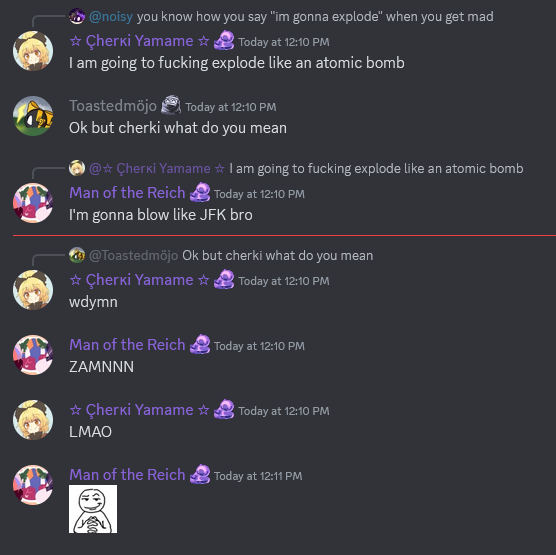 @noisy you know how you say "im gonna explode" when you get mad
☆ Çherкi Yamame ☆ Today at 12:10 PM
I am going to fucking explode like an atomic bomb
Toastedmöjo Today at 12:10 PM
Ok but cherki what do you mean
@☆ Çherкi Yamame ☆ I am going to fucking explode like an atomic bomb
Man of the Reich Today at 12:10 PM
I'm gonna blow like JFK bro
@Toastedmöjo Ok but cherki what do you mean
☆ Çherкi Yamame ☆ Today at 12:10 PM
wdymn
Man of the Reich Today at 12:10 PM
ZAMNNN
☆ Çherкi Yamame ☆ Today at 12:10 PM
LMAO
Man of the Reich Today at 12:11 PM